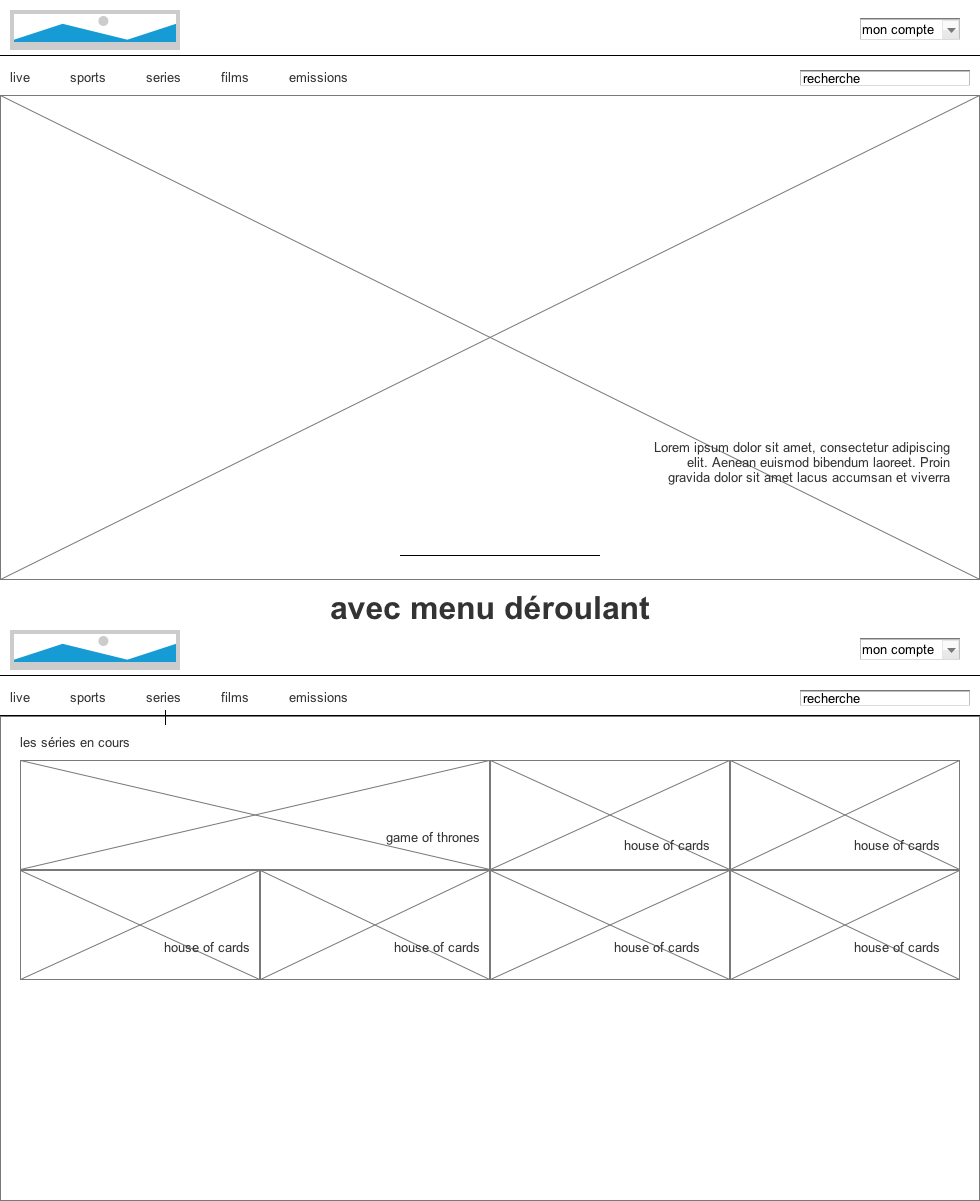 mon compte
live sports series films emissions recherche
Lorem ipsum dolor sit amet, consectetur adipiscing
elit. Aenean euismod bibendum laoreet. Proin
gravida dolor sit amet lacus accumsan et viverra
avec menu déroulant
mon compte
live sports series films emissions recherche
les séries en cours
game of thrones
house of cards
house of cards
house of cards
house of cards
house of cards
house of cards